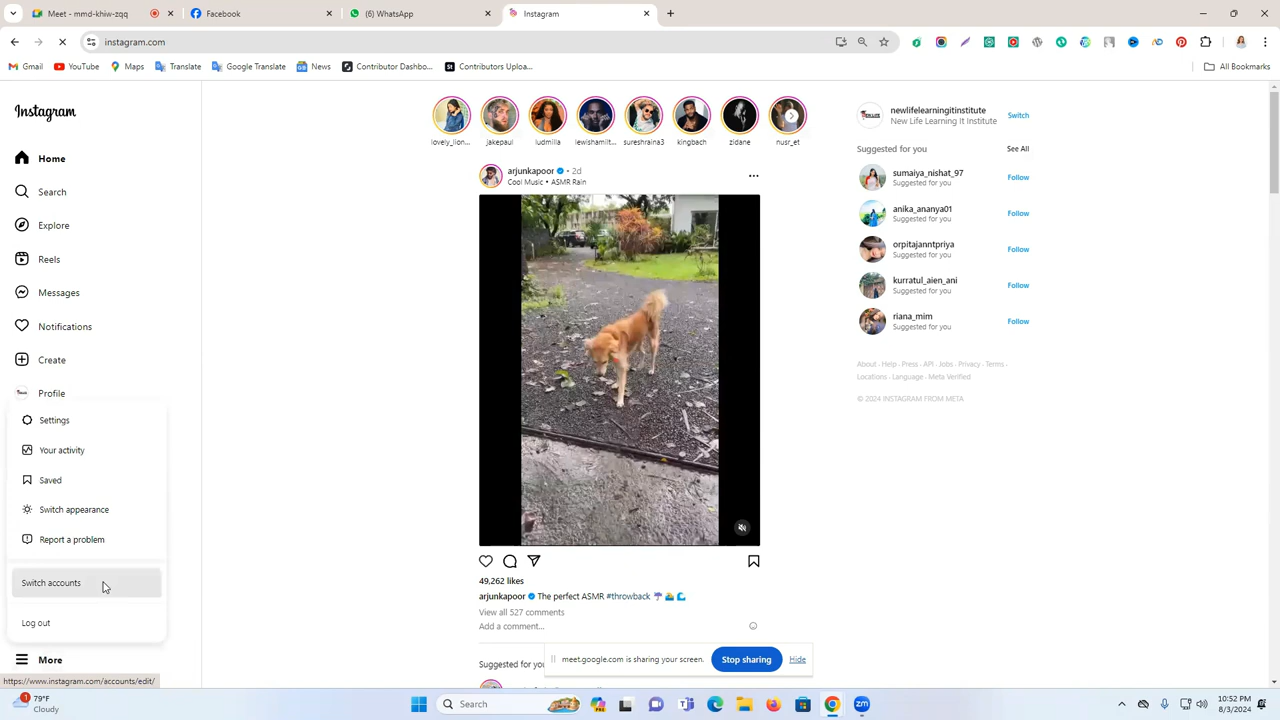 Meet - mmd-khiw-zqq
Facebook
(6) WhatsApp
Instagram
instagram.com
Gmail
YouTube
Maps
Translate
Google Translate
News
Contributor Dashbo...
Contributors Uploa...
All Bookmarks
Instagram
Home
Search
Explore
Reels
Messages
Notifications
Create
Profile
Settings
Your activity
Saved
Switch appearance
Report a problem
Switch accounts
Log out
More
https://www.instagram.com/accounts/edit/
lovely_lion...
jakepaul
ludmilla
lewishamilt...
sureshraina3
kingbach
zidane
nusr_et
arjunkapoor • 2d
Cool Music • ASMR Rain
49,262 likes
arjunkapoor The perfect ASMR #throwback
View all 527 comments
Add a comment...
Suggested for you
meet.google.com is sharing your screen.
Stop sharing
Hide
newlifelearningitinstitute
New Life Learning It Institute
Switch
Suggested for you
See All
sumaiya_nishat_97
Suggested for you
Follow
anika_ananya01
Suggested for you
Follow
orpitajanntpriya
Suggested for you
Follow
kurratul_aien_ani
Suggested for you
Follow
riana_mim
Suggested for you
Follow
About · Help · Press · API · Jobs · Privacy · Terms ·
Locations · Language · Meta Verified
© 2024 INSTAGRAM FROM META
1
79°F
Cloudy
Search
zm
10:52 PM
8/3/2024